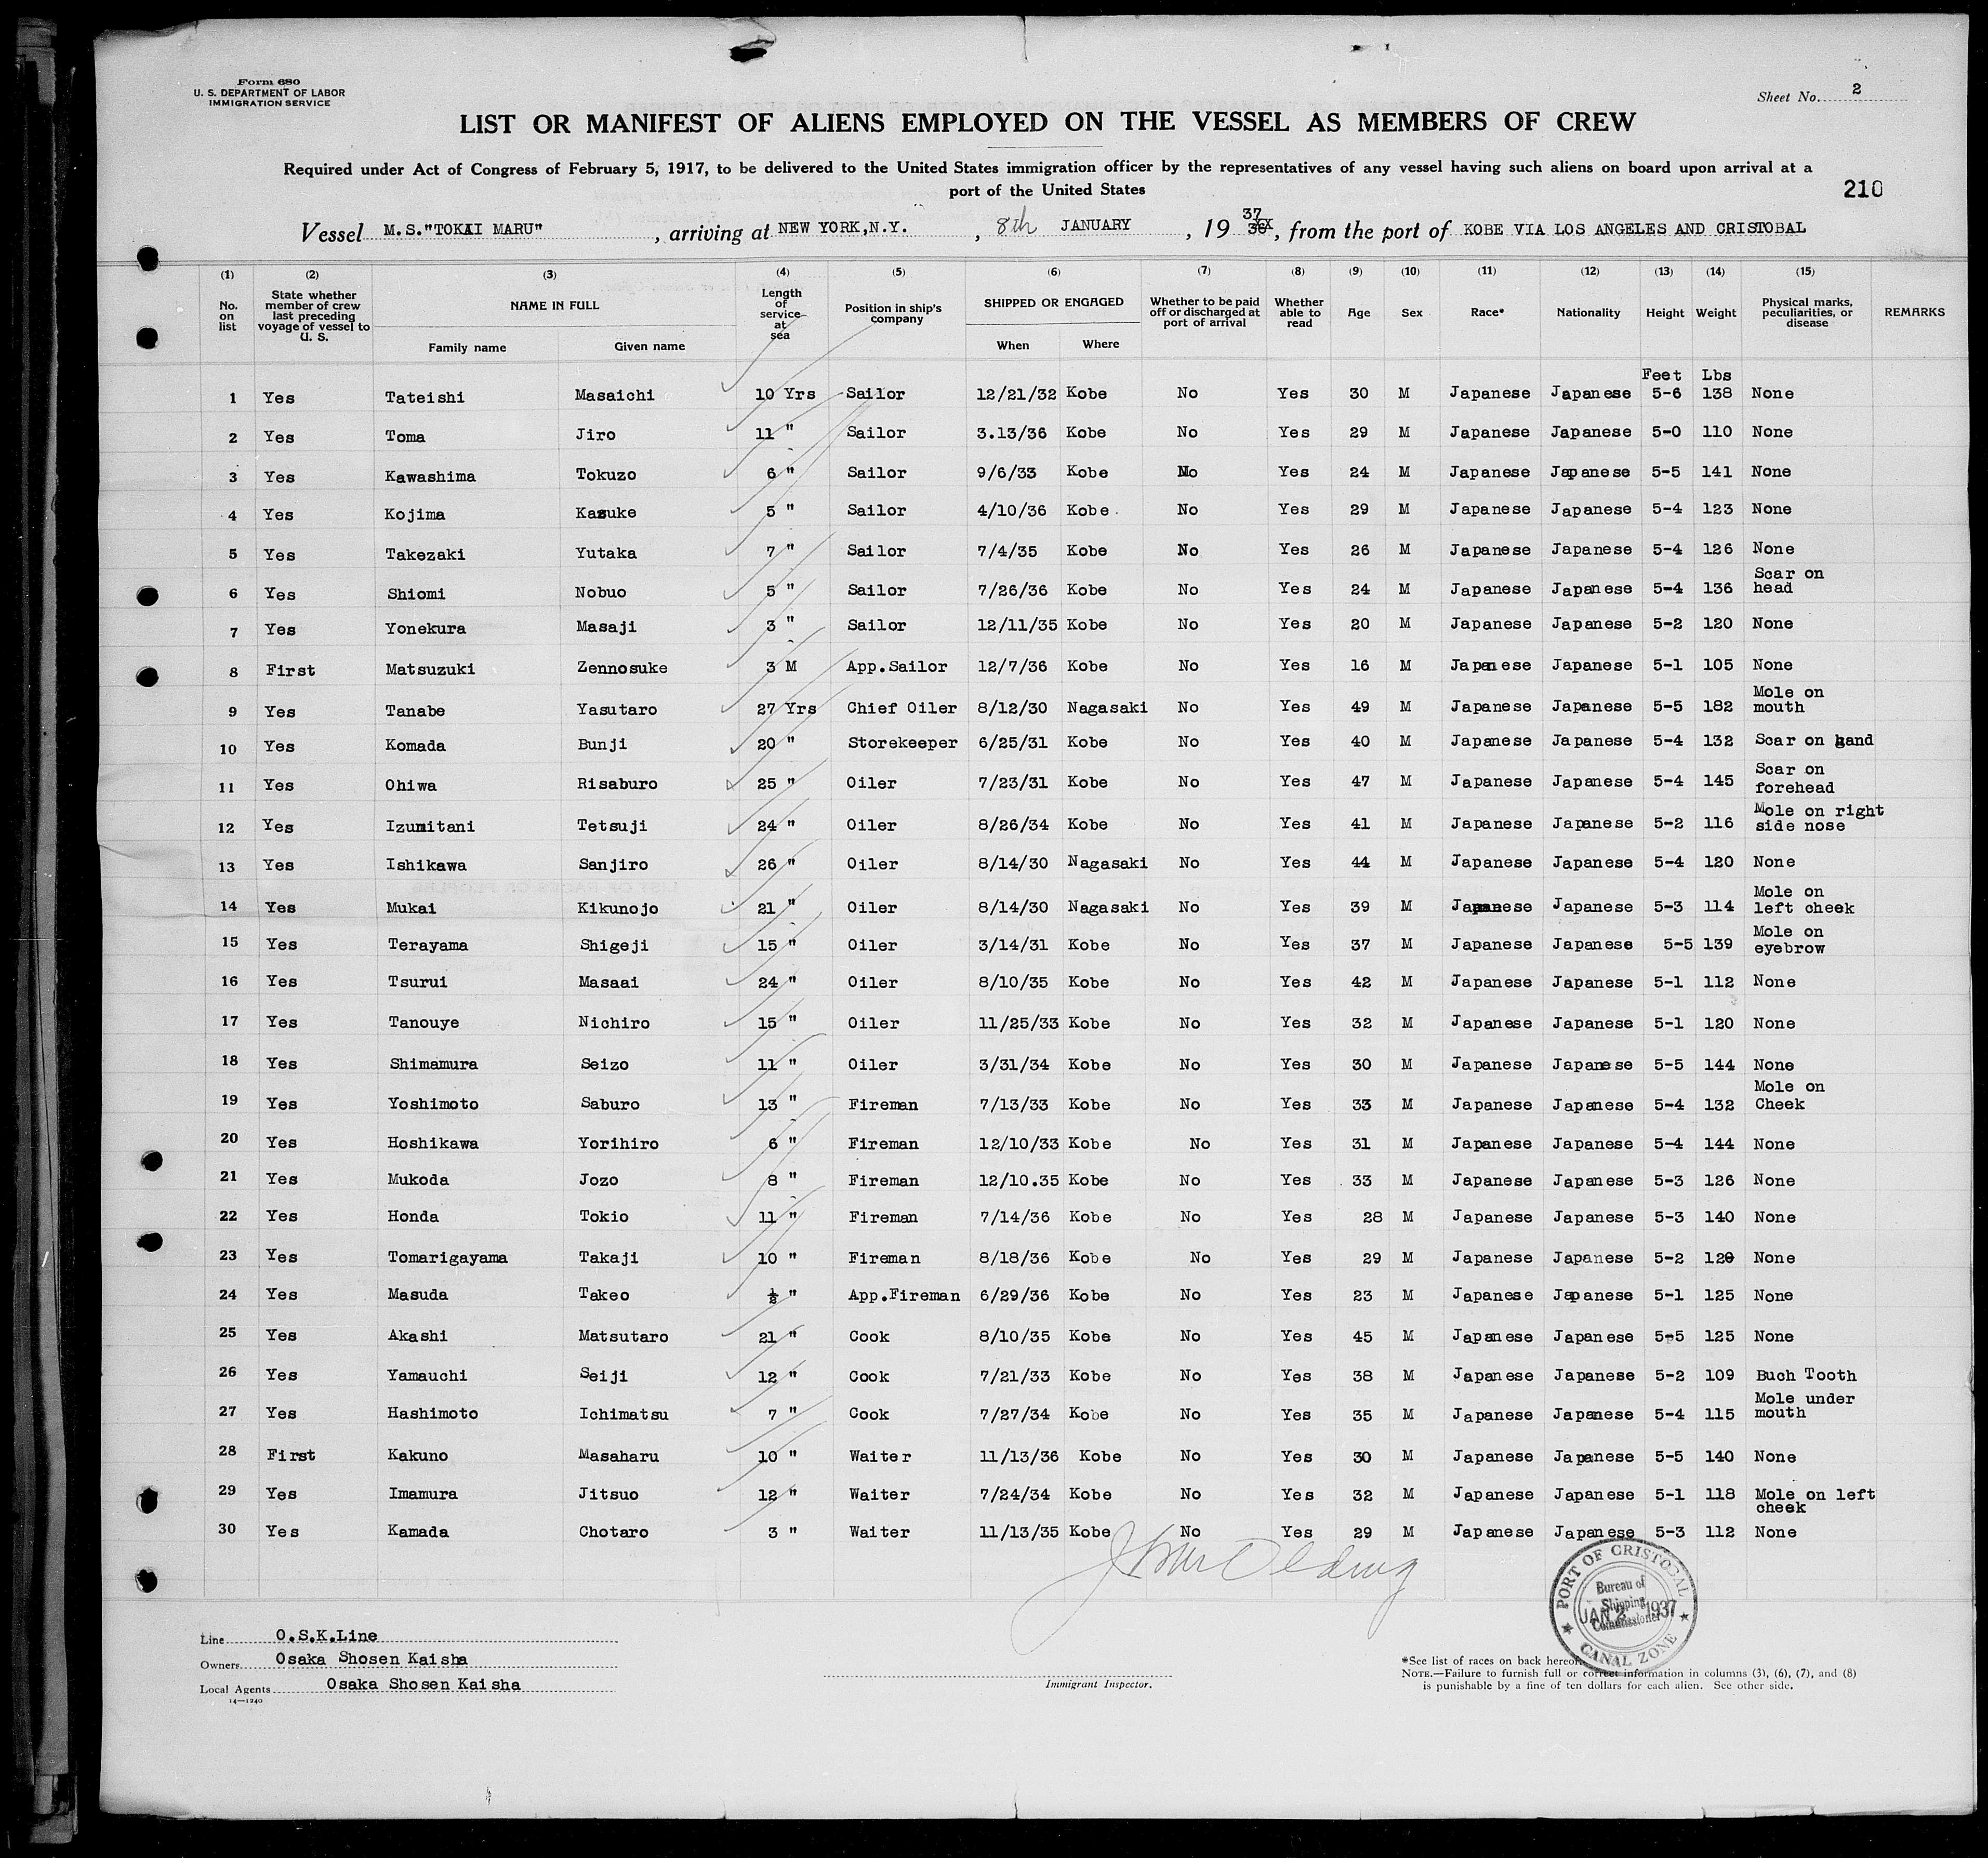 Form 680
U. S. DEPARTMENT OF LABOR
IMMIGRATION SERVICE
Sheet No. 2
LIST OR MANIFEST OF ALIENS EMPLOYED ON THE VESSEL AS MEMBERS OF CREW
Required under Act of Congress of February 5, 1917, to be delivered to the United States immigration officer by the representatives of any vessel having such aliens on board upon arrival at a
port of the United States
210
Vessel M.S."TOKAI MARU", arriving at NEW YORK,N.Y., 8th JANUARY, 19 37, from the port of KOBE VIA LOS ANGELES AND CRISTOBAL
(1) (2) (3) (4) (5) (6) (7) (8) (9) (10) (11) (12) (13) (14) (15)
No. on list State whether member of crew last preceding voyage of vessel to U. S. NAME IN FULL Family name Given name Length of service at sea Position in ship's company SHIPPED OR ENGAGED When Where Whether to be paid off or discharged at port of arrival Whether able to read Age Sex Race* Nationality Height Weight Physical marks, peculiarities, or disease REMARKS
Feet Lbs
1 Yes Tateishi Masaichi 10 Yrs Sailor 12/21/32 Kobe No Yes 30 M Japanese Japanese 5-6 138 None
2 Yes Toma Jiro 11 " Sailor 3.13/36 Kobe No Yes 29 M Japanese Japanese 5-0 110 None
3 Yes Kawashima Tokuzo 6 " Sailor 9/6/33 Kobe No Yes 24 M Japanese Japanese 5-5 141 None
4 Yes Kojima Kazuke 5 " Sailor 4/10/36 Kobe. No Yes 29 M Japanese Japanese 5-4 123 None
5 Yes Takezaki Yutaka 7 " Sailor 7/4/35 Kobe No Yes 26 M Japanese Japanese 5-4 126 None
6 Yes Shiomi Nobuo 5 " Sailor 7/26/36 Kobe No Yes 24 M Japanese Japanese 5-4 136 Scar on head
7 Yes Yonekura Masaji 3 " Sailor 12/11/35 Kobe No Yes 20 M Japanese Japanese 5-2 120 None
8 First Matsuzuki Zennosuke 3 M App.Sailor 12/7/36 Kobe No Yes 16 M Japanese Japanese 5-1 105 None
9 Yes Tanabe Yasutaro 27 Yrs Chief Oiler 8/12/30 Nagasaki No Yes 49 M Japanese Japanese 5-5 182 Mole on mouth
10 Yes Komada Bunji 20 " Storekeeper 6/25/31 Kobe No Yes 40 M Japanese Japanese 5-4 132 Scar on hand
11 Yes Ohiwa Risaburo 25 " Oiler 7/23/31 Kobe No Yes 47 M Japanese Japanese 5-4 145 Scar on forehead
12 Yes Izumitani Tetsuji 24 " Oiler 8/26/34 Kobe No Yes 41 M Japanese Japanese 5-2 116 Mole on right side nose
13 Yes Ishikawa Sanjiro 26 " Oiler 8/14/30 Nagasaki No Yes 44 M Japanese Japanese 5-4 120 None
14 Yes Mukai Kikunojo 21 " Oiler 8/14/30 Nagasaki No Yes 39 M Japanese Japanese 5-3 114 Mole on left cheek
15 Yes Terayama Shigeji 15 " Oiler 3/14/31 Kobe No Yes 37 M Japanese Japanese 5-5 139 Mole on eyebrow
16 Yes Tsurui Masaai 24 " Oiler 8/10/35 Kobe No Yes 42 M Japanese Japanese 5-1 112 None
17 Yes Tanouye Nichiro 15 " Oiler 11/25/33 Kobe No Yes 32 M Japanese Japanese 5-1 120 None
18 Yes Shimamura Seizo 11 " Oiler 3/31/34 Kobe No Yes 30 M Japanese Japanese 5-5 144 None
19 Yes Yoshimoto Saburo 13 " Fireman 7/13/33 Kobe No Yes 33 M Japanese Japanese 5-4 132 Mole on Cheek
20 Yes Hoshikawa Yorihiro 6 " Fireman 12/10/33 Kobe No Yes 31 M Japanese Japanese 5-4 144 None
21 Yes Mukoda Jozo 8 " Fireman 12/10.35 Kobe No Yes 33 M Japanese Japanese 5-3 126 None
22 Yes Honda Tokio 11 " Fireman 7/14/36 Kobe No Yes 28 M Japanese Japanese 5-3 140 None
23 Yes Tomarigayama Takaji 10 " Fireman 8/18/36 Kobe No Yes 29 M Japanese Japanese 5-2 120 None
24 Yes Masuda Takeo ½ " App.Fireman 6/29/36 Kobe No Yes 23 M Japanese Japanese 5-1 125 None
25 Yes Akashi Matsutaro 21 " Cook 8/10/35 Kobe No Yes 45 M Japanese Japanese 5-5 125 None
26 Yes Yamauchi Seiji 12 " Cook 7/21/33 Kobe No Yes 38 M Japanese Japanese 5-2 109 Buch Tooth
27 Yes Hashimoto Ichimatsu 7 " Cook 7/27/34 Kobe No Yes 35 M Japanese Japanese 5-4 115 Mole under mouth
28 First Kakuno Masaharu 10 " Waiter 11/13/36 Kobe No Yes 30 M Japanese Japanese 5-5 140 None
29 Yes Imamura Jitsuo 12 " Waiter 7/24/34 Kobe No Yes 32 M Japanese Japanese 5-1 118 Mole on left cheek
30 Yes Kamada Chotaro 3 " Waiter 11/13/35 Kobe No Yes 29 M Japanese Japanese 5-3 112 None
PORT OF CRISTOBAL
Bureau of
Shipping
JAN 2 1937
Commissioner
CANAL ZONE
Line O.S.K.Line
Owners Osaka Shosen Kaisha
Local Agents Osaka Shosen Kaisha
14—1240
Immigrant Inspector.
*See list of races on back hereof.
NOTE.—Failure to furnish full or correct information in columns (3), (6), (7), and (8)
is punishable by a fine of ten dollars for each alien. See other side.